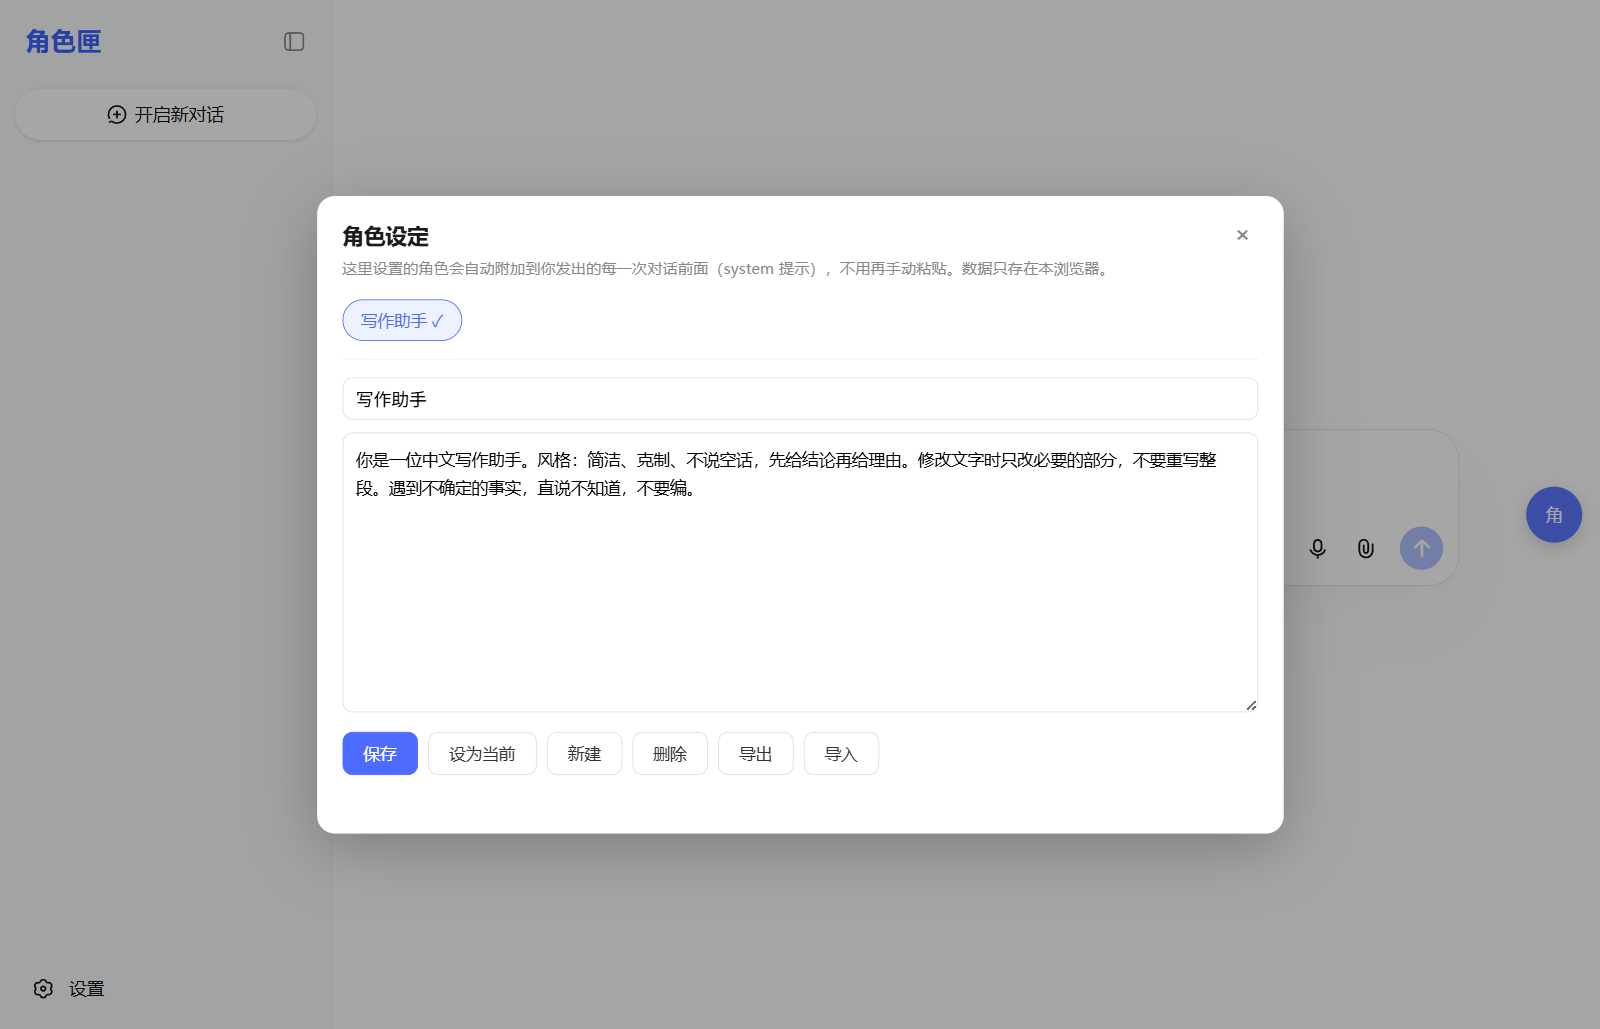 角色匣
开启新对话
角色设定
×
这里设置的角色会自动附加到你发出的每一次对话前面（system 提示），不用再手动粘贴。数据只存在本浏览器。
写作助手 ✓
写作助手
你是一位中文写作助手。风格：简洁、克制、不说空话，先给结论再给理由。修改文字时只改必要的部分，不要重写整
段。遇到不确定的事实，直说不知道，不要编。
角
保存 设为当前 新建 删除 导出 导入
设置